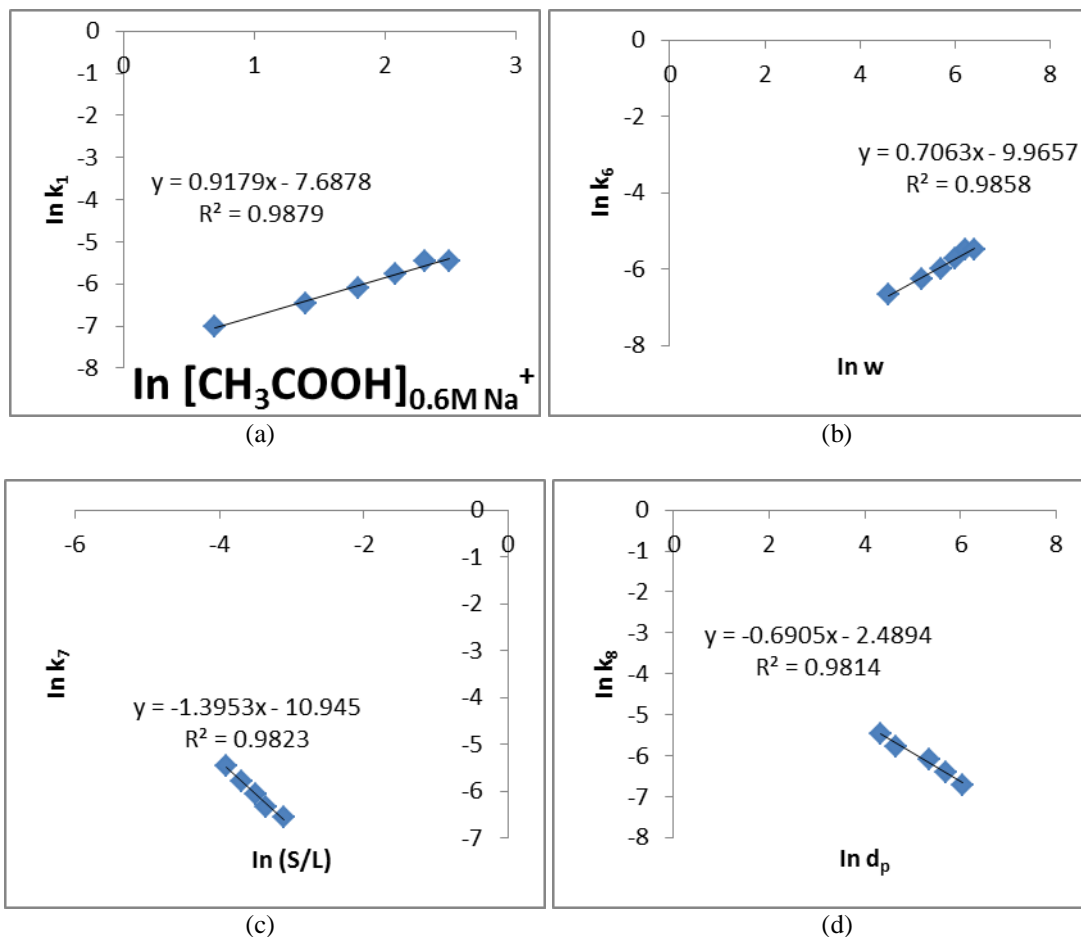 0
-1
-2
-3
-4
-5
-6
-7
-8
0
1
2
3
ln k₁
y = 0.9179x - 7.6878
R² = 0.9879
ln [CH₃COOH]₀.₆M Na⁺
(a)
0
-2
-4
-6
-8
0
2
4
6
8
ln k₆
y = 0.7063x - 9.9657
R² = 0.9858
ln w
(b)
-6
-4
-2
0
0
-1
-2
-3
-4
-5
-6
-7
ln k₇
y = -1.3953x - 10.945
R² = 0.9823
ln (S/L)
(c)
0
-1
-2
-3
-4
-5
-6
-7
-8
0
2
4
6
8
ln k₈
y = -0.6905x - 2.4894
R² = 0.9814
ln dₚ
(d)